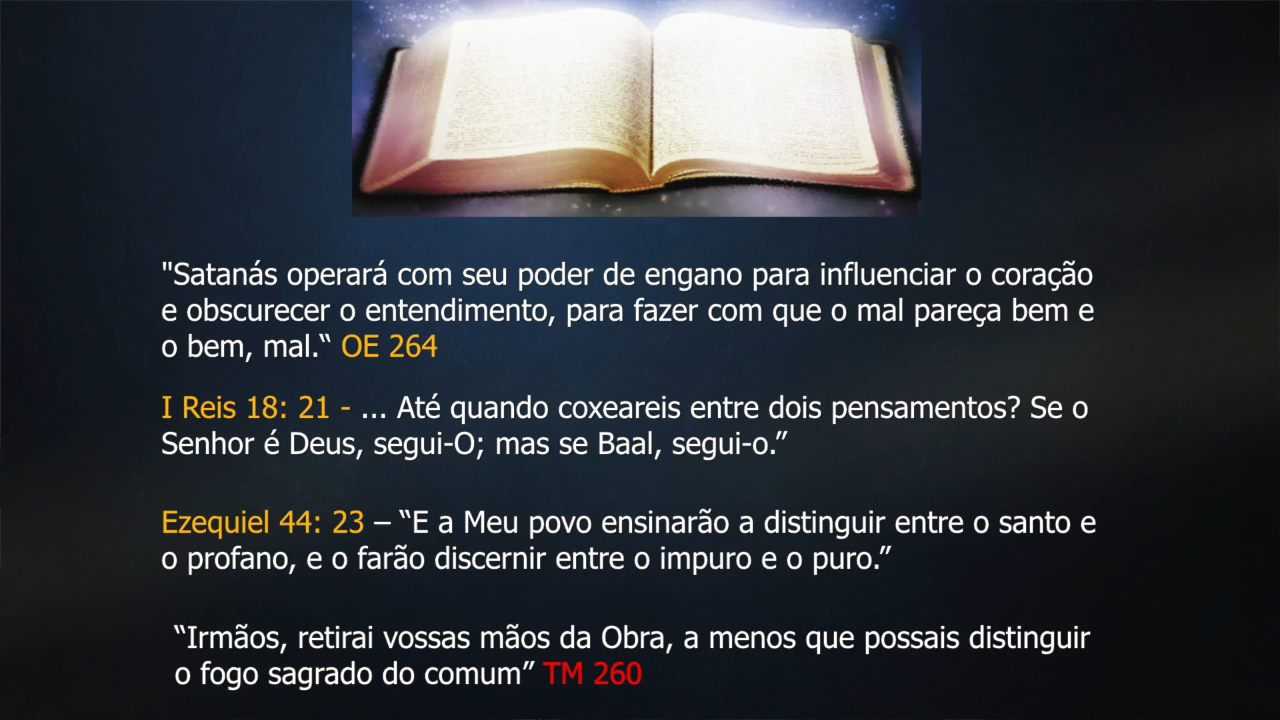 "Satanás operará com seu poder de engano para influenciar o coração
e obscurecer o entendimento, para fazer com que o mal pareça bem e
o bem, mal.“ OE 264
I Reis 18: 21 - ... Até quando coxeareis entre dois pensamentos? Se o
Senhor é Deus, segui-O; mas se Baal, segui-o.”
Ezequiel 44: 23 – “E a Meu povo ensinarão a distinguir entre o santo e
o profano, e o farão discernir entre o impuro e o puro.”
“Irmãos, retirai vossas mãos da Obra, a menos que possais distinguir
o fogo sagrado do comum” TM 260